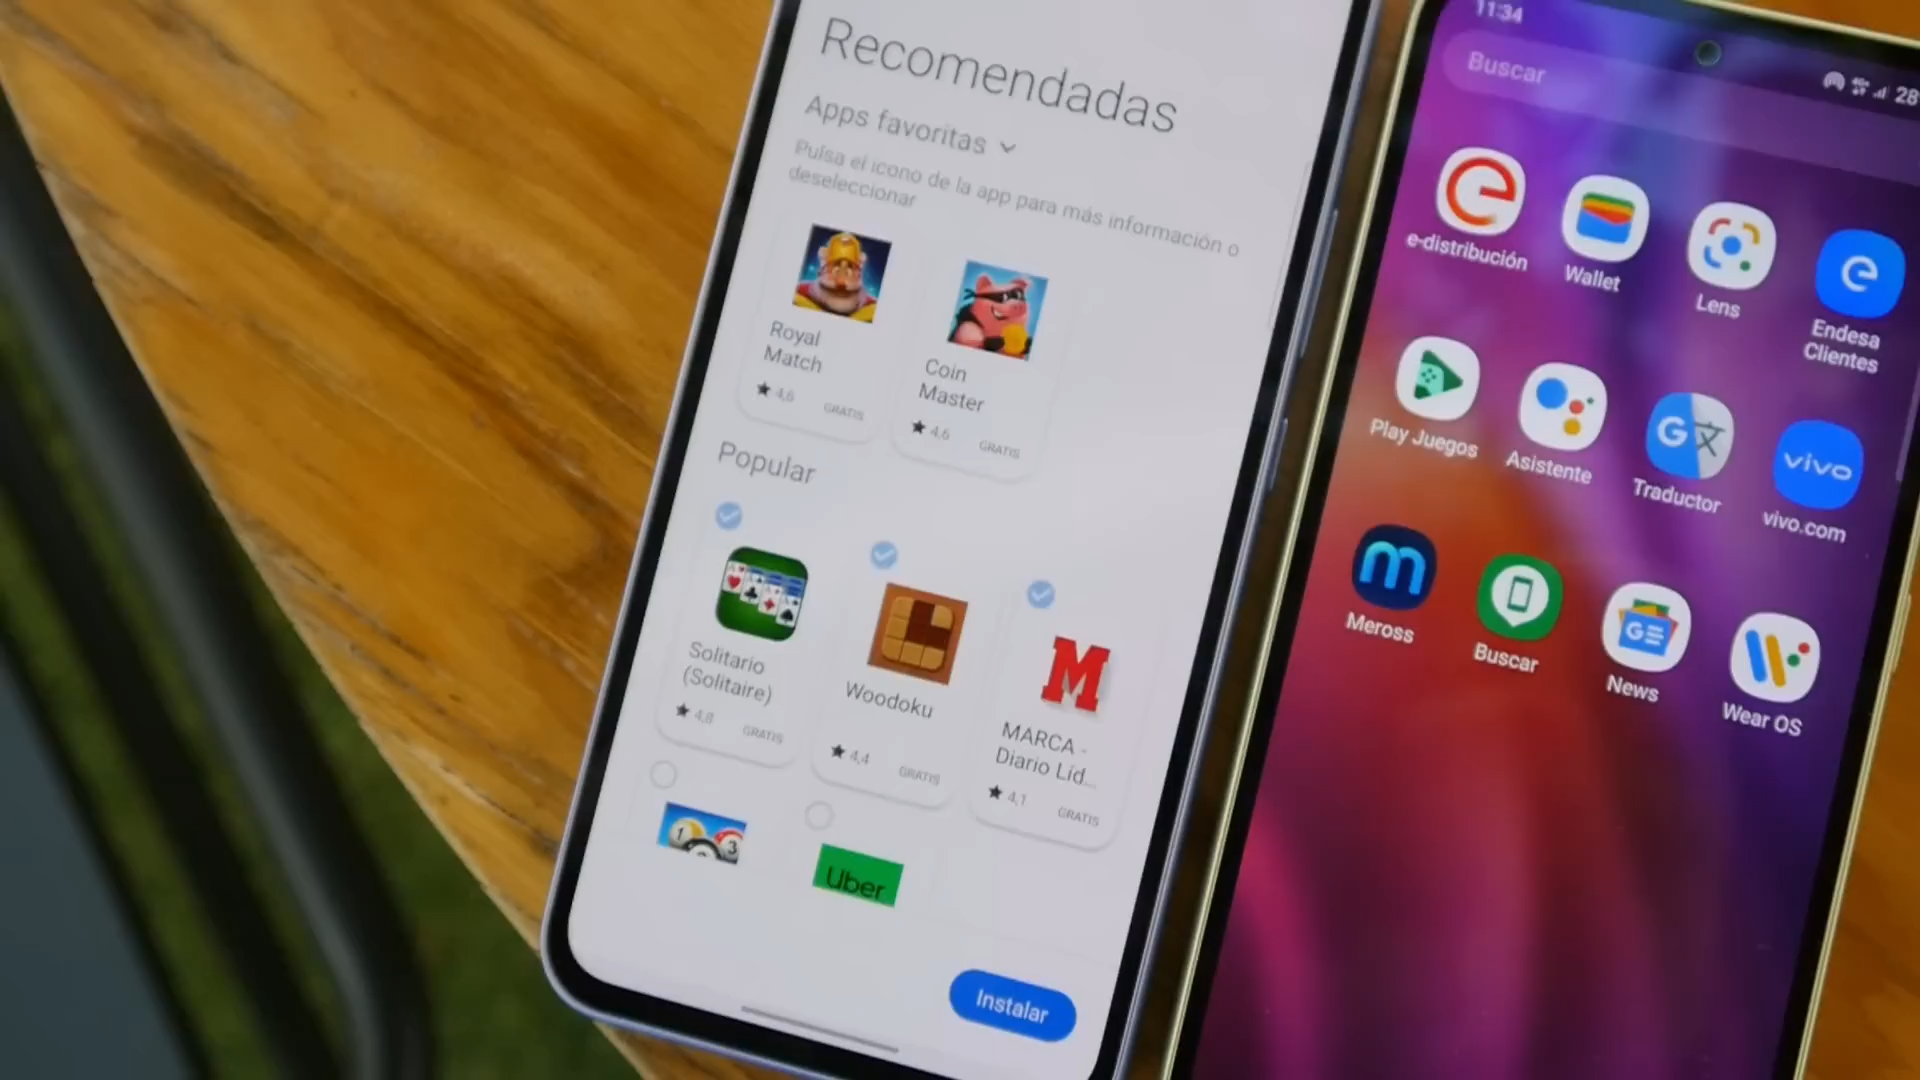 Recomendadas
Apps favoritas
Pulsa el icono de la app para más información o
deseleccionar
Royal
Match
4,6
GRATIS
Coin
Master
4,6
GRATIS
Popular
Solitario
(Solitaire)
4,8
GRATIS
Woodoku
4,4
GRATIS
M
MARCA -
Diario Líd...
4,1
GRATIS
1
3
Uber
Instalar
11:34
28
Buscar
e-distribución
Wallet
Lens
Endesa
Clientes
Play Juegos
Asistente
G
Traductor
vivo
vivo.com
m
Meross
Buscar
G
News
Wear OS